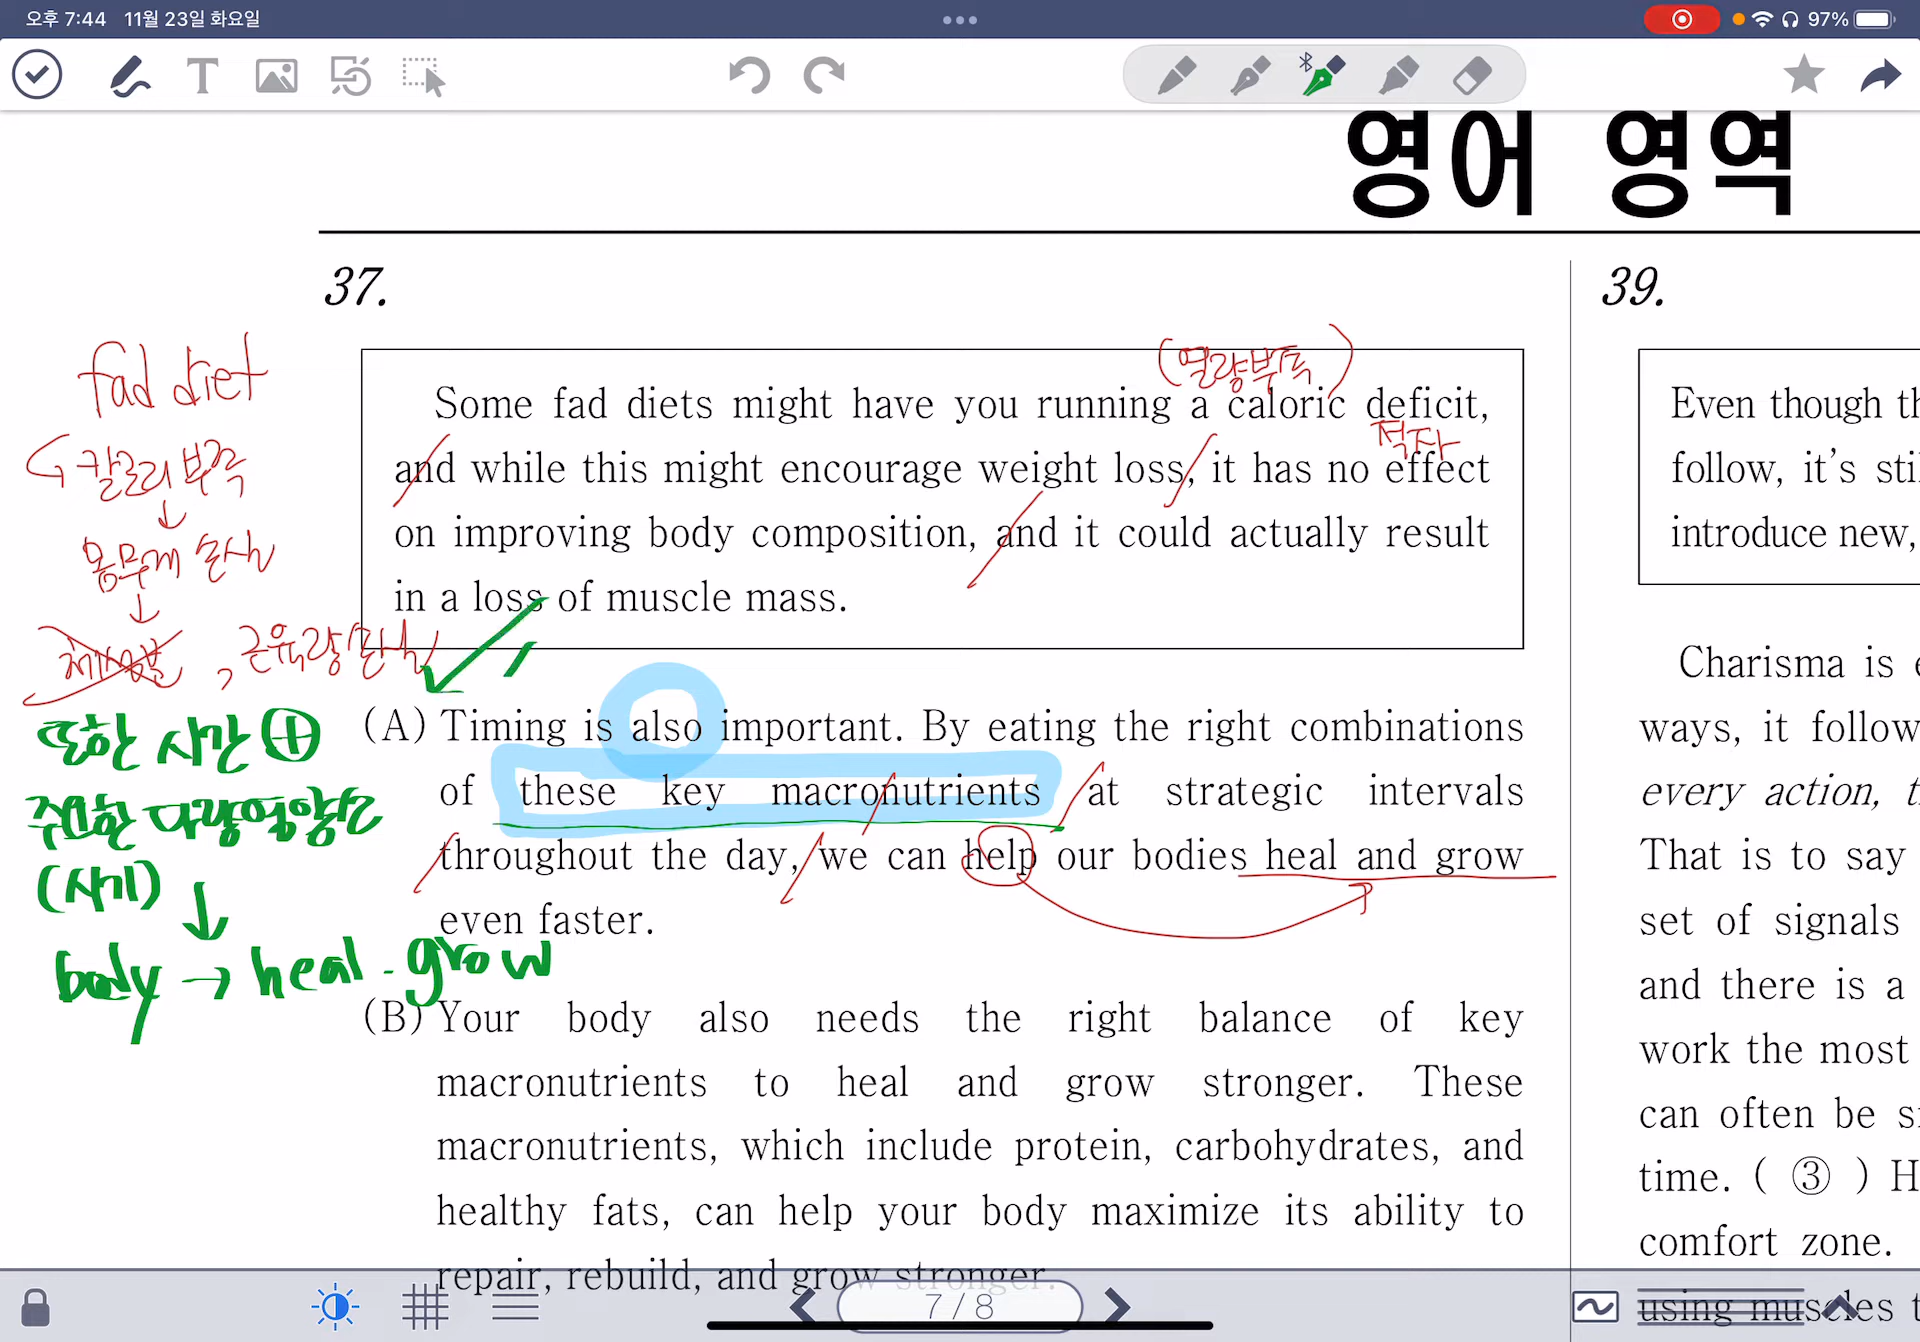 오후 7:44 11월 23일 화요일
97%
영어 영역
37.
39.
fad diet
(열량부족)
적자
Some fad diets might have you running a caloric deficit,
and while this might encourage weight loss, it has no effect
on improving body composition, and it could actually result
in a loss of muscle mass.
칼로리 부족
↓
몸무게 손실
↓
체성분, 근육량
또한 시간 ⊕
주요한 다량영양소
(시기)
↓
body → heal - grow
(A) Timing is also important. By eating the right combinations
of these key macronutrients at strategic intervals
throughout the day, we can help our bodies heal and grow
even faster.
(B) Your body also needs the right balance of key
macronutrients to heal and grow stronger. These
macronutrients, which include protein, carbohydrates, and
healthy fats, can help your body maximize its ability to
repair, rebuild, and grow stronger.
Even though
follow, it's
introduce new,
Charisma is
ways, it follow
every action,
That is to say
set of signals
and there is a
work the most
can often be
time. ( ③ )
comfort zone.
using muscles
7 / 8